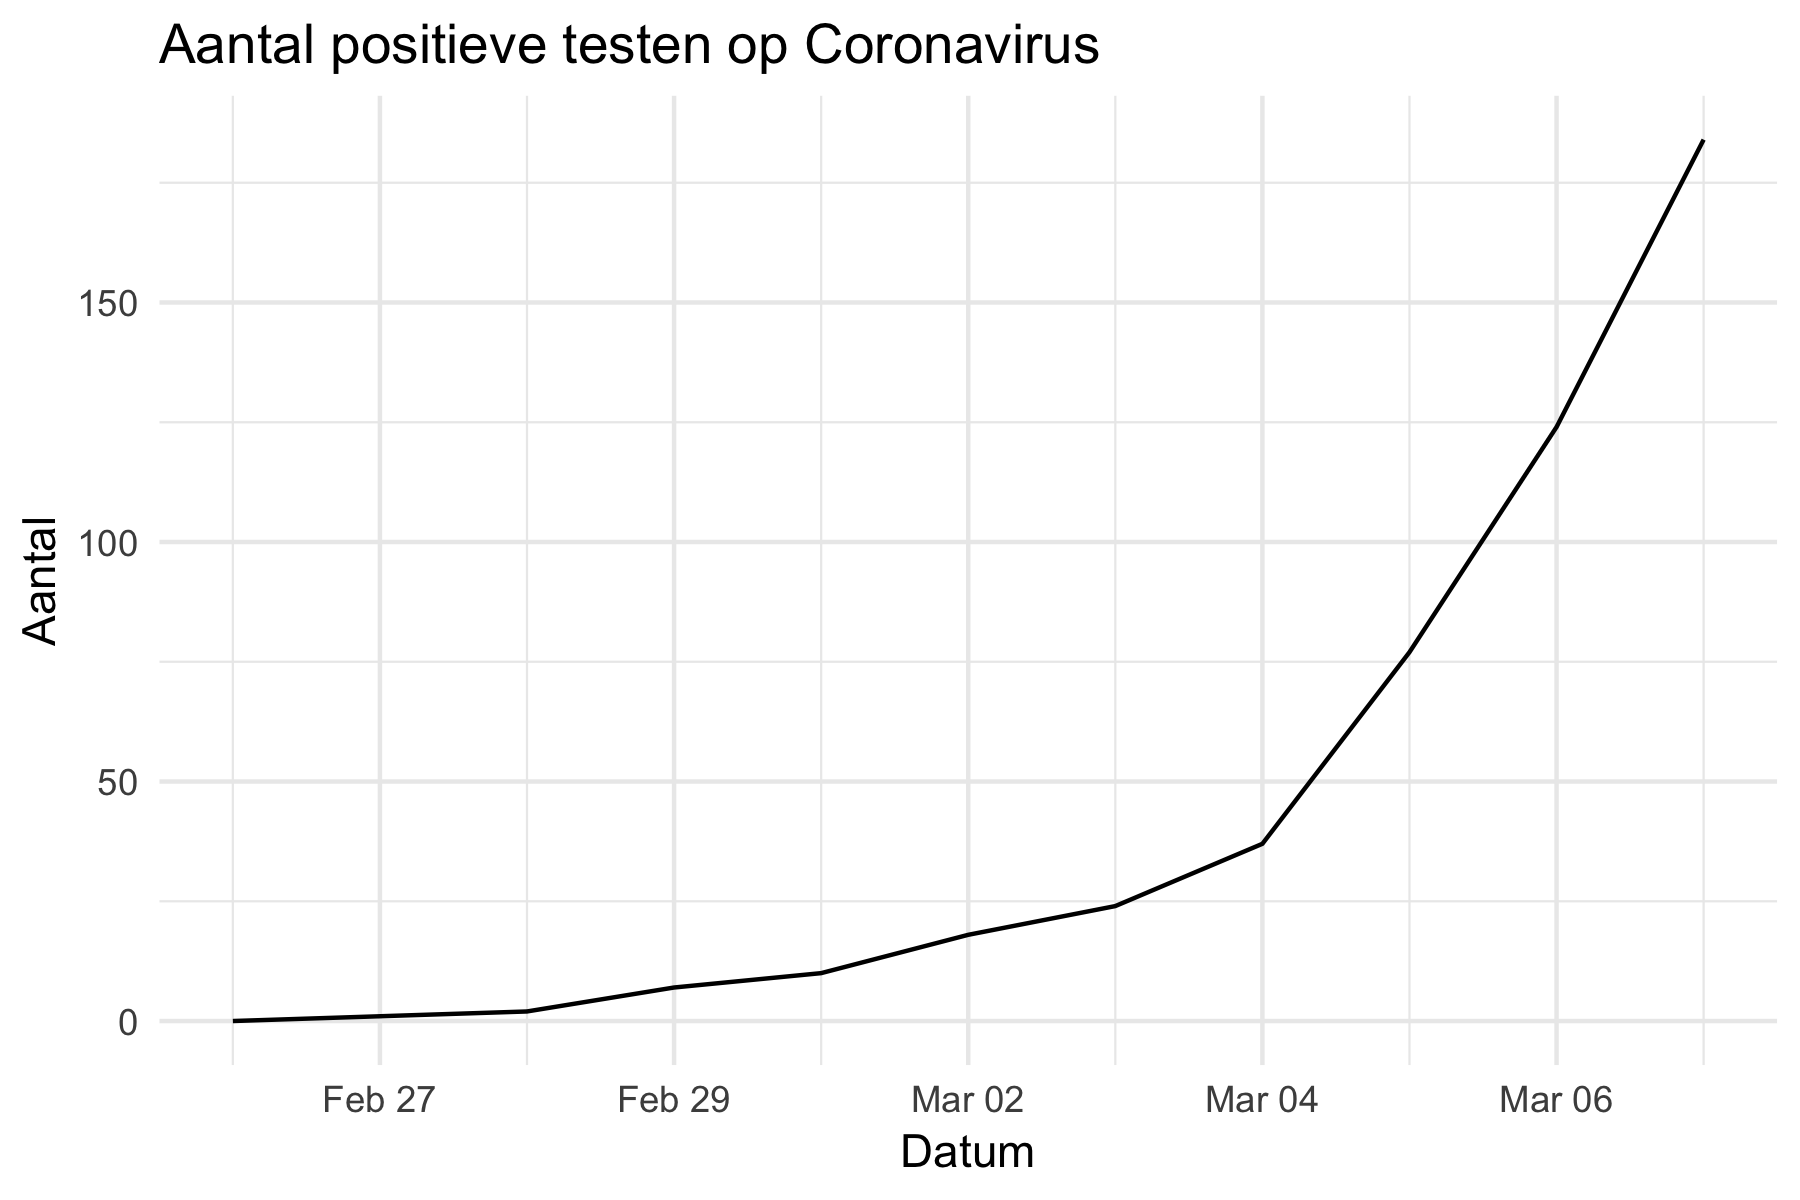 Aantal positieve testen op Coronavirus
Aantal
150
100
50
0
Feb 27
Feb 29
Mar 02
Mar 04
Mar 06
Datum